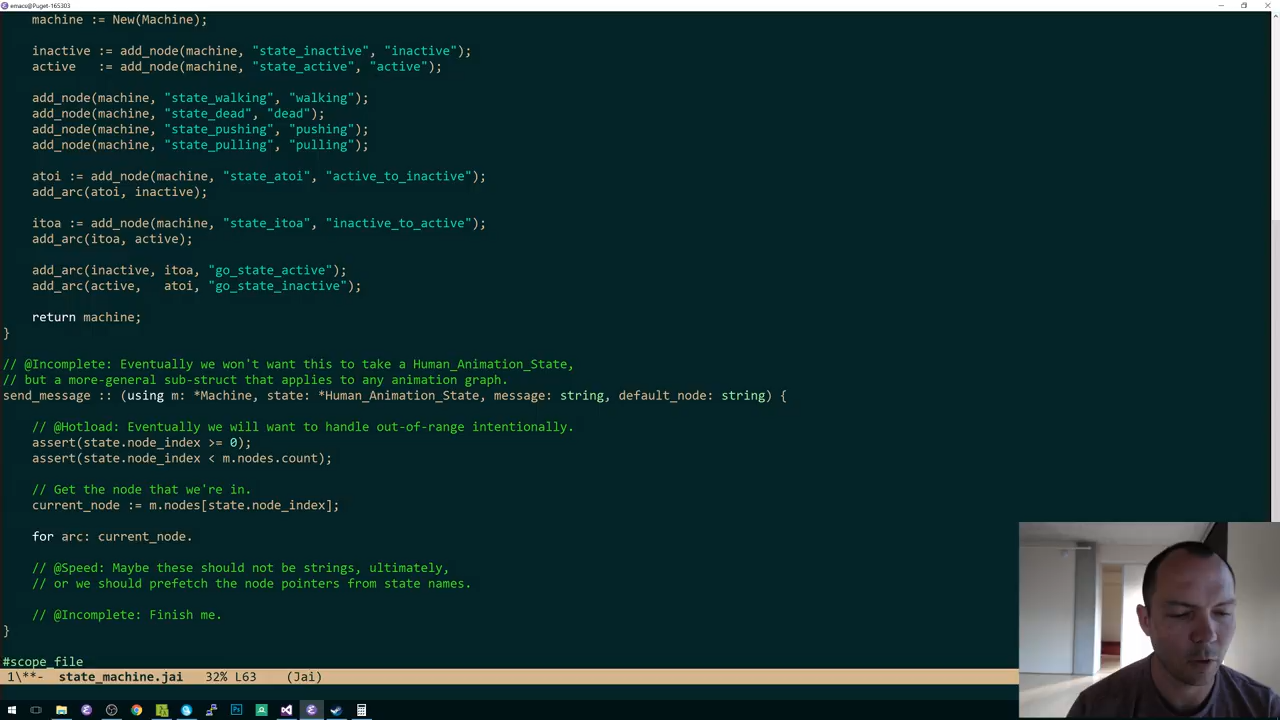 emacs@Puget-165303
machine := New(Machine);
inactive := add_node(machine, "state_inactive", "inactive");
active   := add_node(machine, "state_active", "active");
add_node(machine, "state_walking", "walking");
add_node(machine, "state_dead", "dead");
add_node(machine, "state_pushing", "pushing");
add_node(machine, "state_pulling", "pulling");
atoi := add_node(machine, "state_atoi", "active_to_inactive");
add_arc(atoi, inactive);
itoa := add_node(machine, "state_itoa", "inactive_to_active");
add_arc(itoa, active);
add_arc(inactive, itoa, "go_state_active");
add_arc(active,   atoi, "go_state_inactive");
return machine;
}
// @Incomplete: Eventually we won't want this to take a Human_Animation_State,
// but a more-general sub-struct that applies to any animation graph.
send_message :: (using m: *Machine, state: *Human_Animation_State, message: string, default_node: string) {
// @Hotload: Eventually we will want to handle out-of-range intentionally.
assert(state.node_index >= 0);
assert(state.node_index < m.nodes.count);
// Get the node that we're in.
current_node := m.nodes[state.node_index];
for arc: current_node.
// @Speed: Maybe these should not be strings, ultimately,
// or we should prefetch the node pointers from state names.
// @Incomplete: Finish me.
}
#scope_file
1\**-  state_machine.jai   32% L63    (Jai)